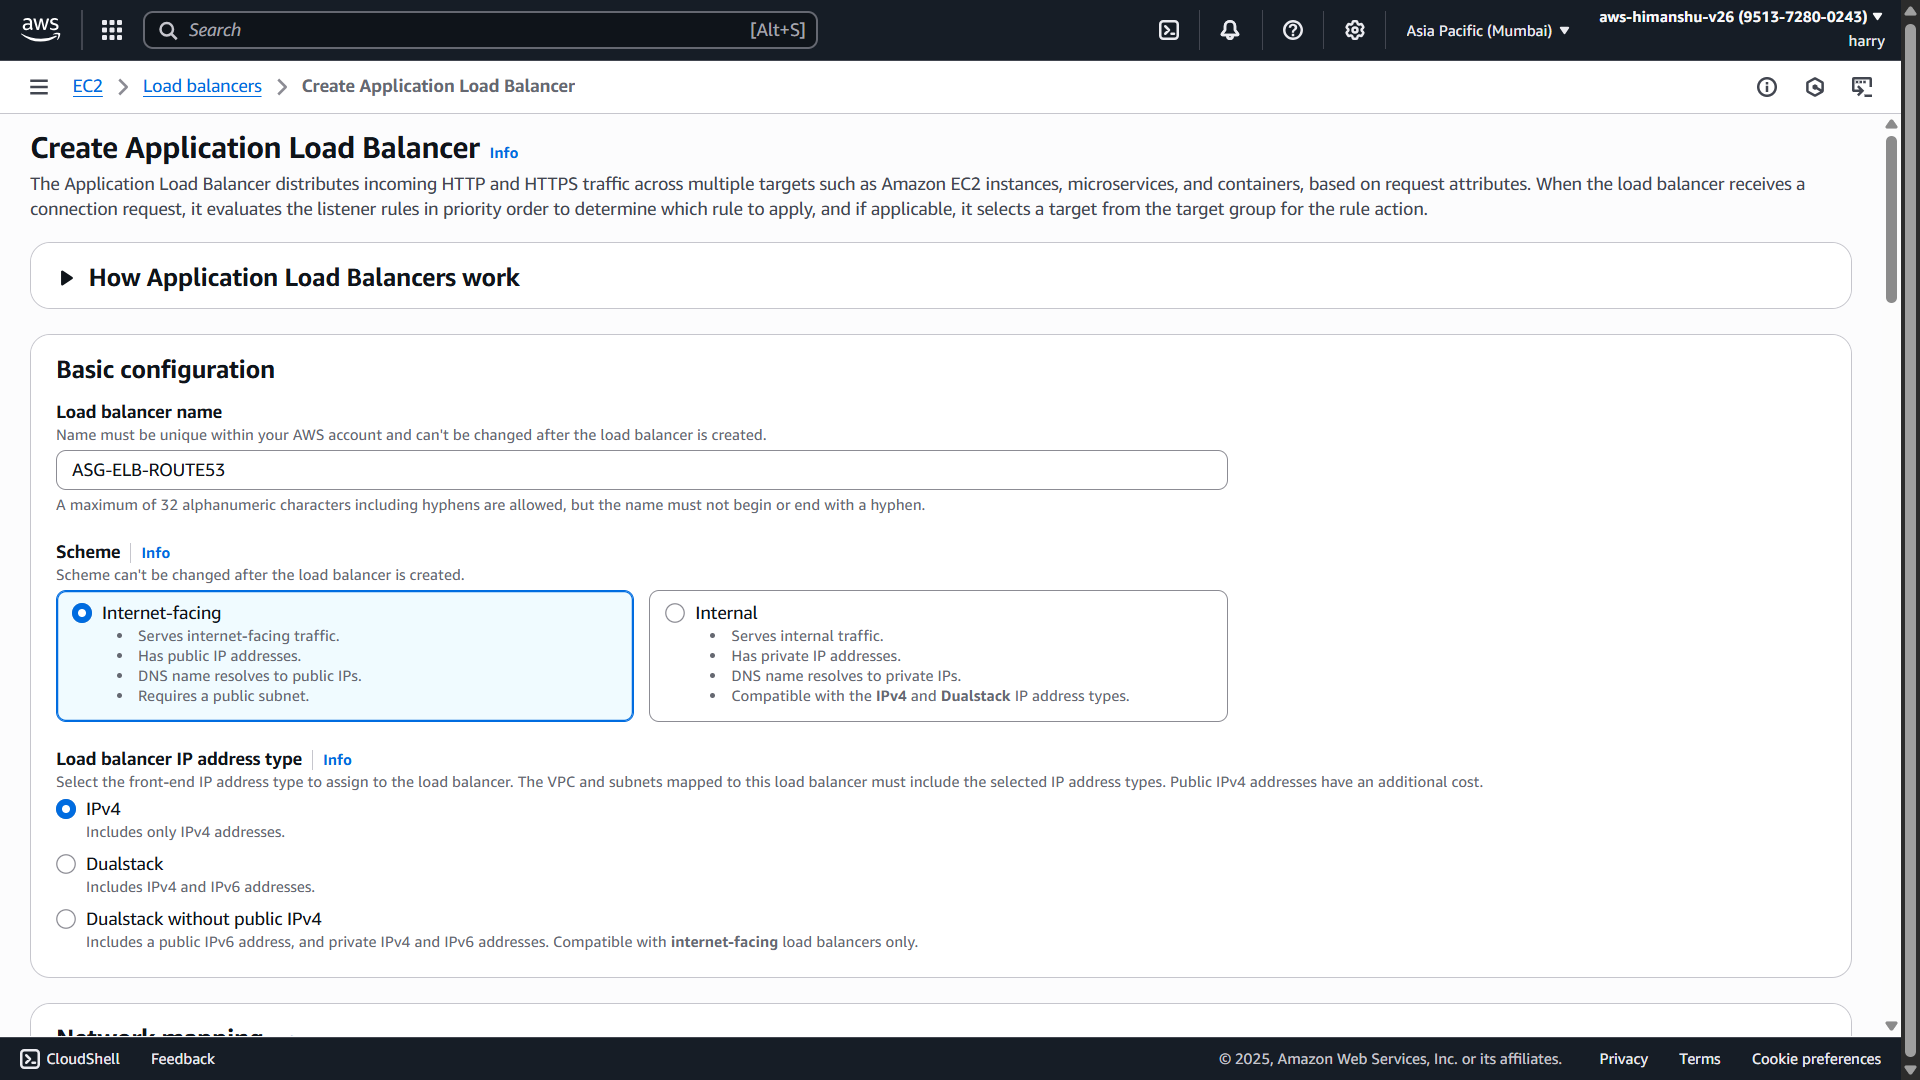 aws
Search [Alt+S]
Asia Pacific (Mumbai)
aws-himanshu-v26 (9513-7280-0243)
harry
EC2 Load balancers Create Application Load Balancer
Create Application Load Balancer Info
The Application Load Balancer distributes incoming HTTP and HTTPS traffic across multiple targets such as Amazon EC2 instances, microservices, and containers, based on request attributes. When the load balancer receives a
connection request, it evaluates the listener rules in priority order to determine which rule to apply, and if applicable, it selects a target from the target group for the rule action.
How Application Load Balancers work
Basic configuration
Load balancer name
Name must be unique within your AWS account and can't be changed after the load balancer is created.
ASG-ELB-ROUTE53
A maximum of 32 alphanumeric characters including hyphens are allowed, but the name must not begin or end with a hyphen.
Scheme Info
Scheme can't be changed after the load balancer is created.
Internet-facing
• Serves internet-facing traffic.
• Has public IP addresses.
• DNS name resolves to public IPs.
• Requires a public subnet.
Internal
• Serves internal traffic.
• Has private IP addresses.
• DNS name resolves to private IPs.
• Compatible with the IPv4 and Dualstack IP address types.
Load balancer IP address type Info
Select the front-end IP address type to assign to the load balancer. The VPC and subnets mapped to this load balancer must include the selected IP address types. Public IPv4 addresses have an additional cost.
IPv4
Includes only IPv4 addresses.
Dualstack
Includes IPv4 and IPv6 addresses.
Dualstack without public IPv4
Includes a public IPv6 address, and private IPv4 and IPv6 addresses. Compatible with internet-facing load balancers only.
Network mapping
CloudShell Feedback © 2025, Amazon Web Services, Inc. or its affiliates. Privacy Terms Cookie preferences